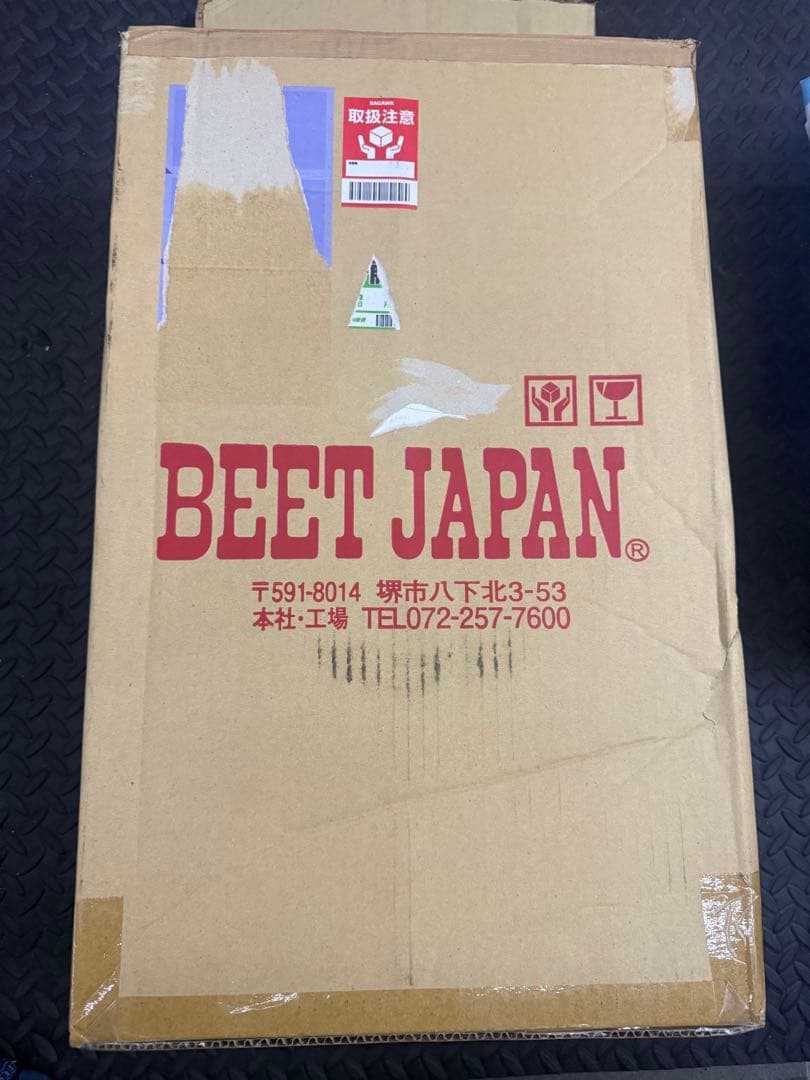 SAGAWA
取扱注意
BEET JAPAN®
〒591-8014 堺市八下北3-53
本社・工場 TEL072-257-7600